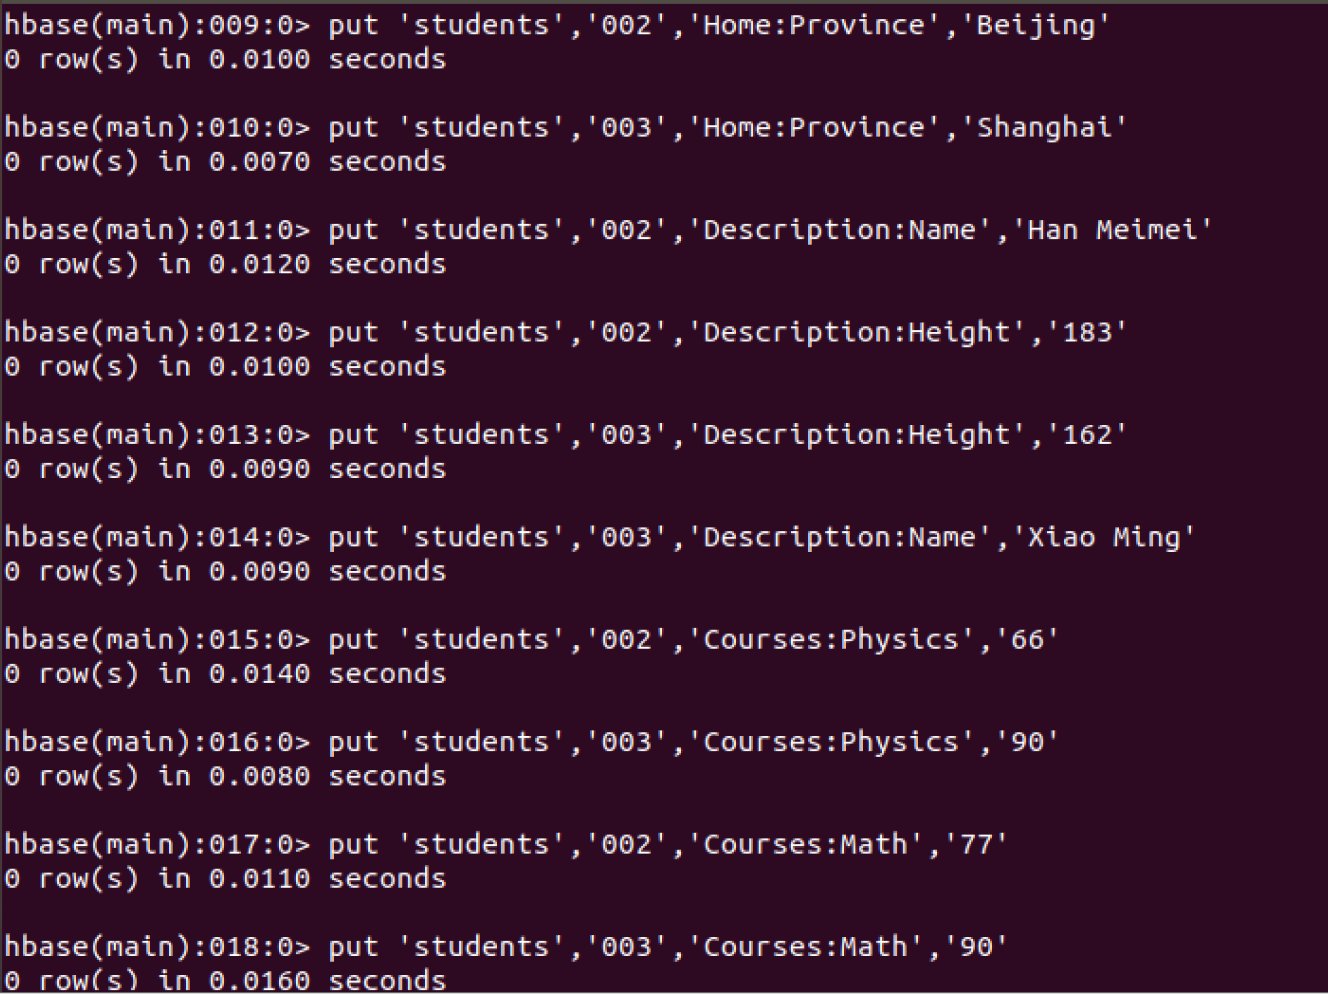 hbase(main):009:0> put 'students','002','Home:Province','Beijing'
0 row(s) in 0.0100 seconds
hbase(main):010:0> put 'students','003','Home:Province','Shanghai'
0 row(s) in 0.0070 seconds
hbase(main):011:0> put 'students','002','Description:Name','Han Meimei'
0 row(s) in 0.0120 seconds
hbase(main):012:0> put 'students','002','Description:Height','183'
0 row(s) in 0.0100 seconds
hbase(main):013:0> put 'students','003','Description:Height','162'
0 row(s) in 0.0090 seconds
hbase(main):014:0> put 'students','003','Description:Name','Xiao Ming'
0 row(s) in 0.0090 seconds
hbase(main):015:0> put 'students','002','Courses:Physics','66'
0 row(s) in 0.0140 seconds
hbase(main):016:0> put 'students','003','Courses:Physics','90'
0 row(s) in 0.0080 seconds
hbase(main):017:0> put 'students','002','Courses:Math','77'
0 row(s) in 0.0110 seconds
hbase(main):018:0> put 'students','003','Courses:Math','90'
0 row(s) in 0.0160 seconds